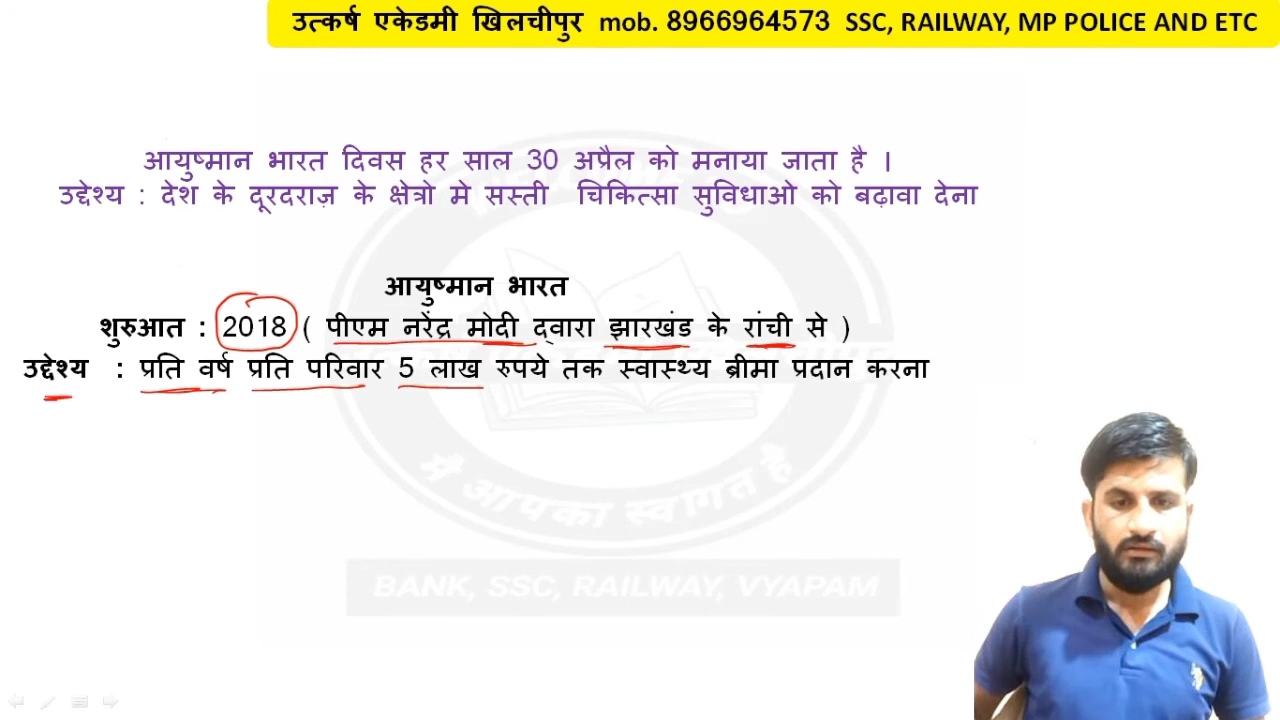 उत्कर्ष एकेडमी खिलचीपुर mob. 8966964573 SSC, RAILWAY, MP POLICE AND ETC
आयुष्मान भारत दिवस हर साल 30 अप्रैल को मनाया जाता है ।
उद्देश्य : देश के दूरदराज़ के क्षेत्रो मे सस्ती चिकित्सा सुविधाओ को बढ़ावा देना
आयुष्मान भारत
शुरुआत : 2018 ( पीएम नरेंद्र मोदी द्वारा झारखंड के रांची से )
उद्देश्य : प्रति वर्ष प्रति परिवार 5 लाख रुपये तक स्वास्थ्य ब्रीमा प्रदान करना
मै आपका स्वागत है
BANK, SSC, RAILWAY, VYAPAM